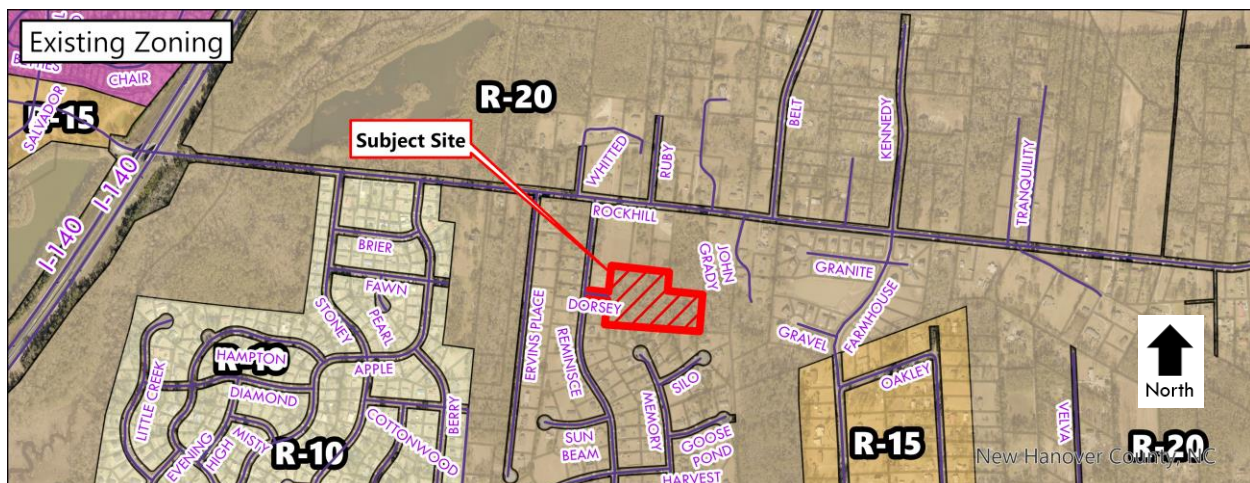 Existing Zoning
CHAIR
SALVADOR
R-15
I-140
I-140
R-20
Subject Site
WHITTED
RUBY
BELT
KENNEDY
TRANQUILITY
ROCKHILL
BRIER
FAWN
STONEY
PEARL
APPLE
ERVINS PLACE
DORSEY
REMINISCE
JOHN
GRADY
GRANITE
GRAVEL
FARMHOUSE
OAKLEY
North
LITTLE CREEK
HAMPTON
DIAMOND
EVENING
HIGH
MISTY
R-10
COTTONWOOD
BERRY
SUN
BEAM
MEMORY
SILO
GOOSE
POND
HARVEST
R-15
VELVA
R-20
New Hanover County, NC